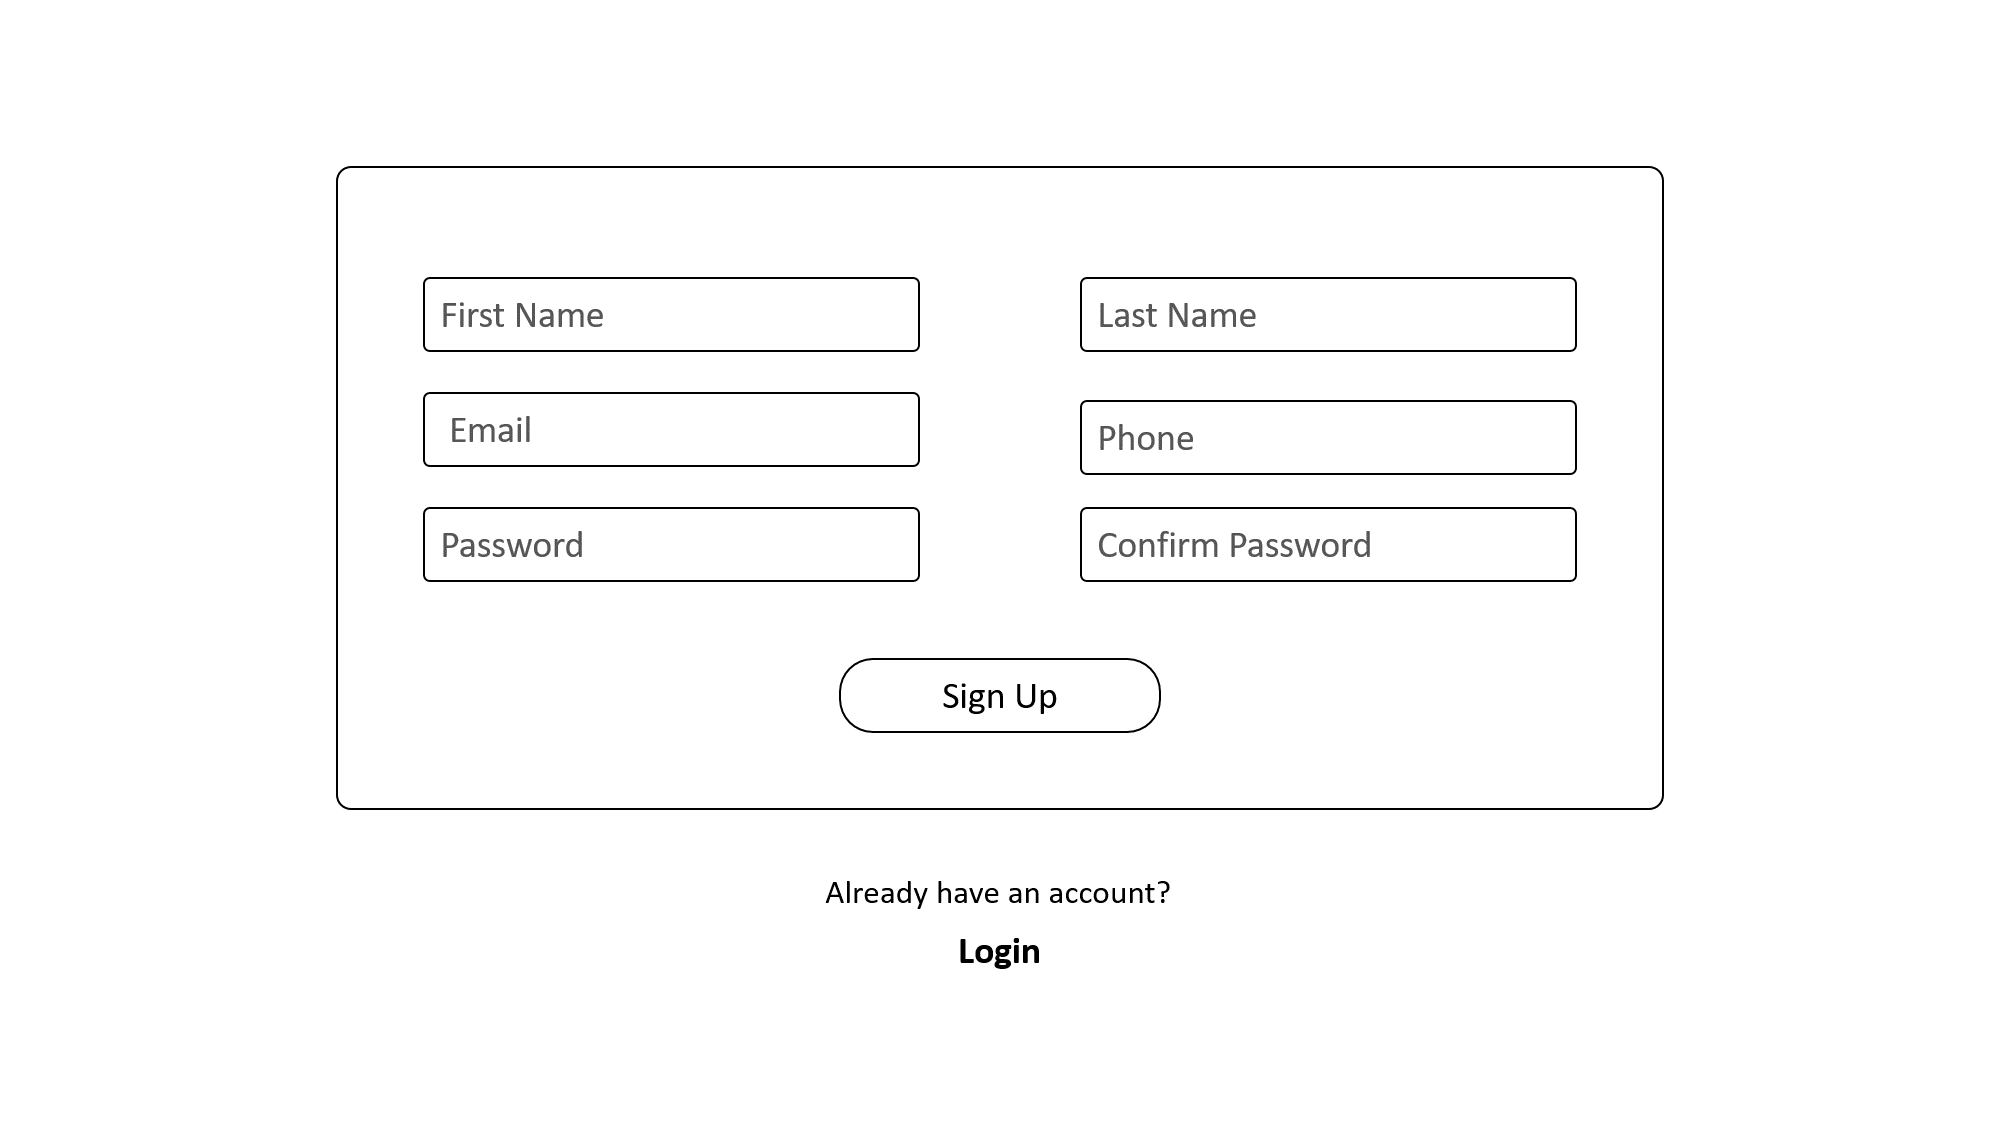 First Name
Last Name
Email
Phone
Password
Confirm Password
Sign Up
Already have an account?
Login